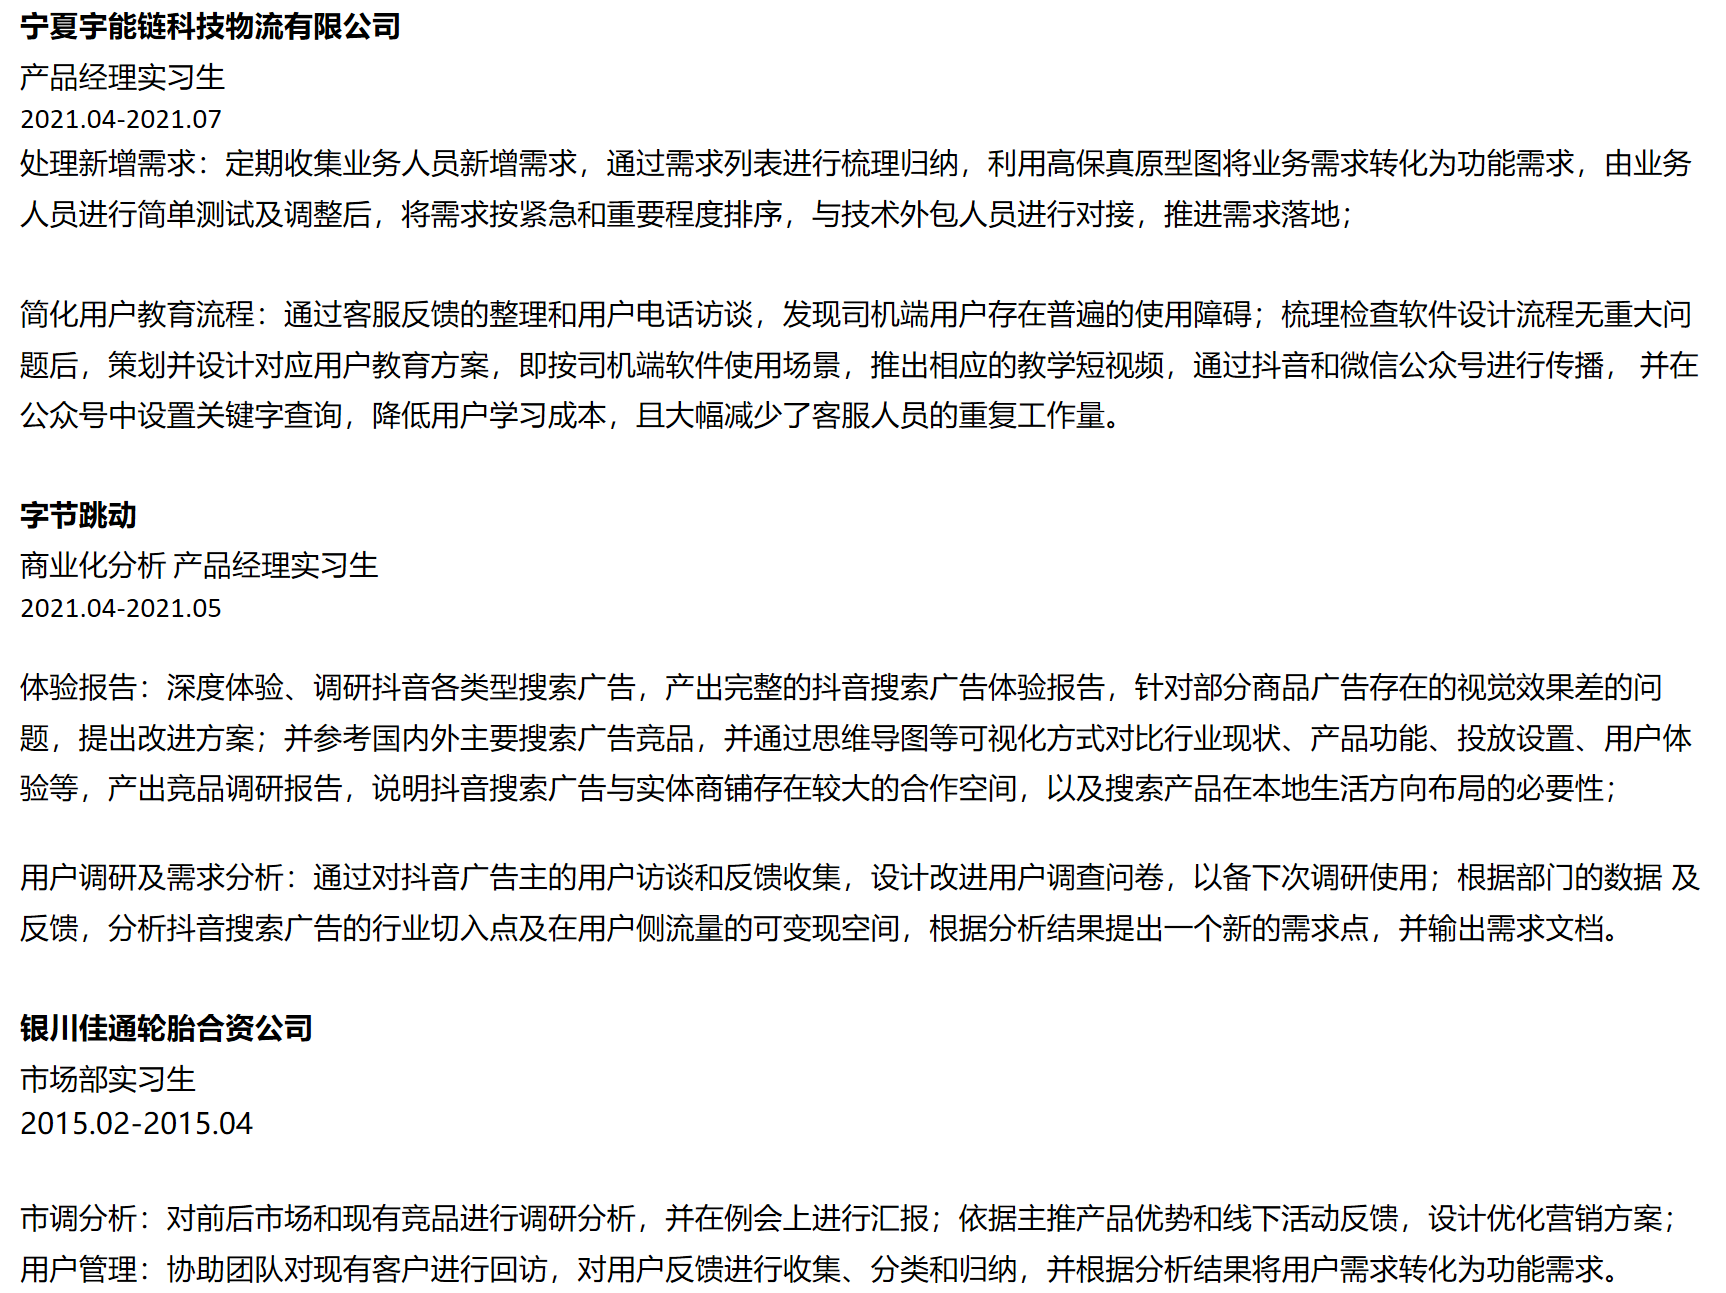 宁夏宇能链科技物流有限公司
产品经理实习生
2021.04-2021.07
处理新增需求：定期收集业务人员新增需求，通过需求列表进行梳理归纳，利用高保真原型图将业务需求转化为功能需求，由业务
人员进行简单测试及调整后，将需求按紧急和重要程度排序，与技术外包人员进行对接，推进需求落地；
简化用户教育流程：通过客服反馈的整理和用户电话访谈，发现司机端用户存在普遍的使用障碍；梳理检查软件设计流程无重大问
题后，策划并设计对应用户教育方案，即按司机端软件使用场景，推出相应的教学短视频，通过抖音和微信公众号进行传播， 并在
公众号中设置关键字查询，降低用户学习成本，且大幅减少了客服人员的重复工作量。
字节跳动
商业化分析 产品经理实习生
2021.04-2021.05
体验报告：深度体验、调研抖音各类型搜索广告，产出完整的抖音搜索广告体验报告，针对部分商品广告存在的视觉效果差的问
题，提出改进方案；并参考国内外主要搜索广告竞品，并通过思维导图等可视化方式对比行业现状、产品功能、投放设置、用户体
验等，产出竞品调研报告，说明抖音搜索广告与实体商铺存在较大的合作空间，以及搜索产品在本地生活方向布局的必要性；
用户调研及需求分析：通过对抖音广告主的用户访谈和反馈收集，设计改进用户调查问卷，以备下次调研使用；根据部门的数据 及
反馈，分析抖音搜索广告的行业切入点及在用户侧流量的可变现空间，根据分析结果提出一个新的需求点，并输出需求文档。
银川佳通轮胎合资公司
市场部实习生
2015.02-2015.04
市调分析：对前后市场和现有竞品进行调研分析，并在例会上进行汇报；依据主推产品优势和线下活动反馈，设计优化营销方案；
用户管理：协助团队对现有客户进行回访，对用户反馈进行收集、分类和归纳，并根据分析结果将用户需求转化为功能需求。